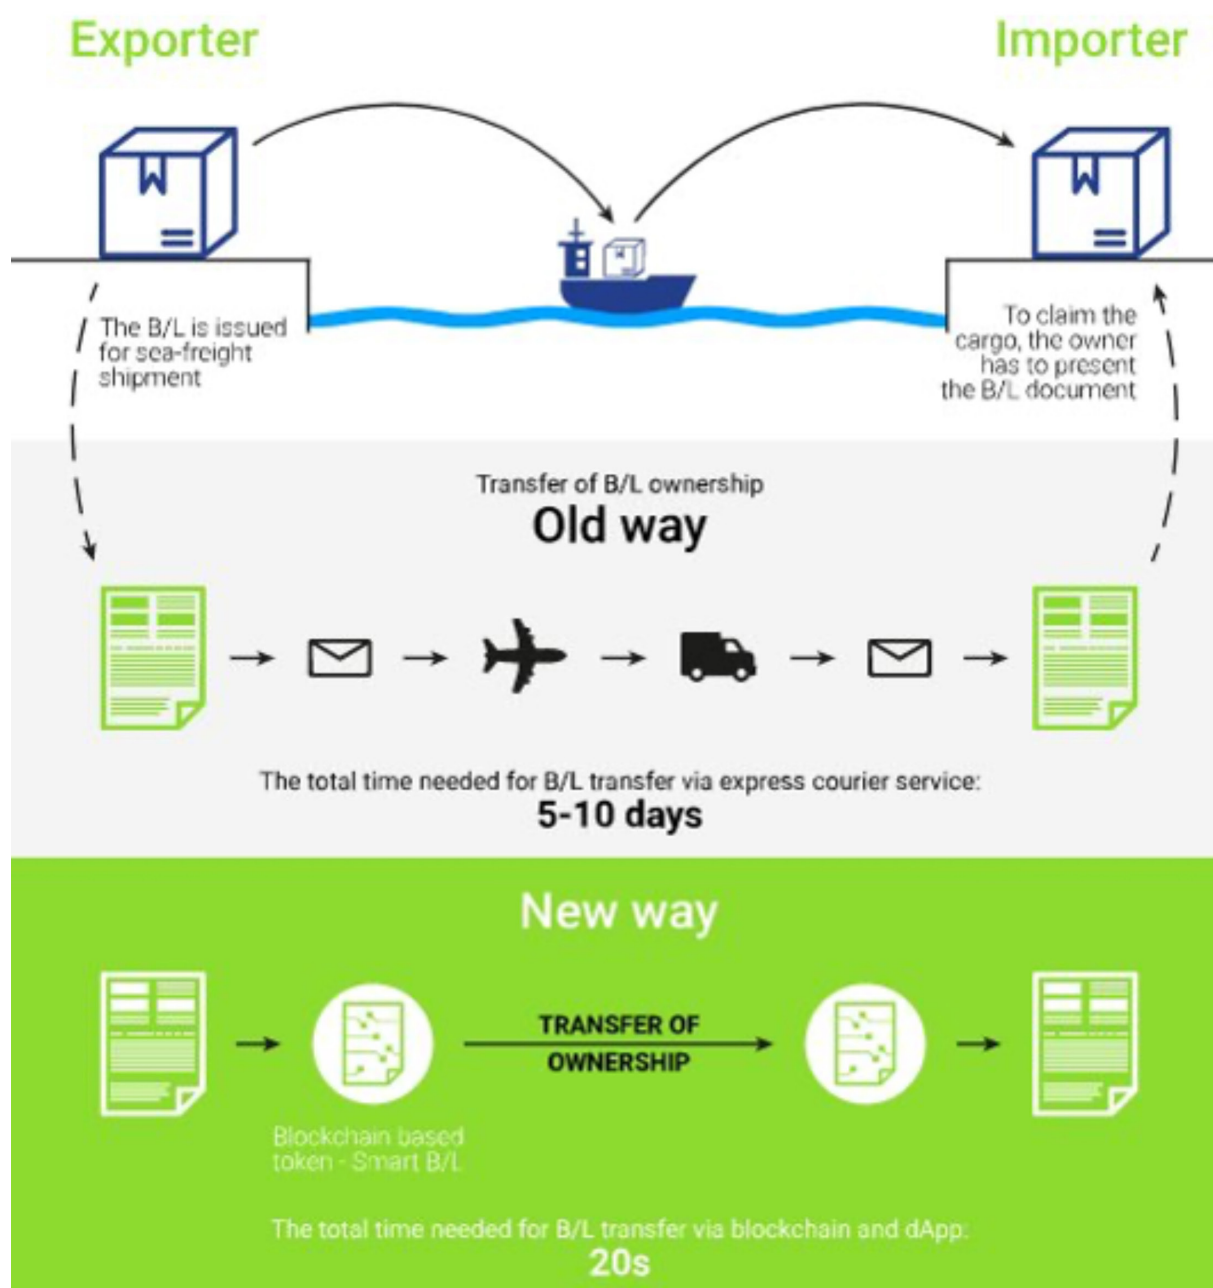 Exporter
Importer
The B/L is issued
for sea-freight
shipment
To claim the
cargo, the owner
has to present
the B/L document
Transfer of B/L ownership
Old way
The total time needed for B/L transfer via express courier service:
5-10 days
New way
TRANSFER OF
OWNERSHIP
Blockchain based
token - Smart B/L
The total time needed for B/L transfer via blockchain and dApp:
20s